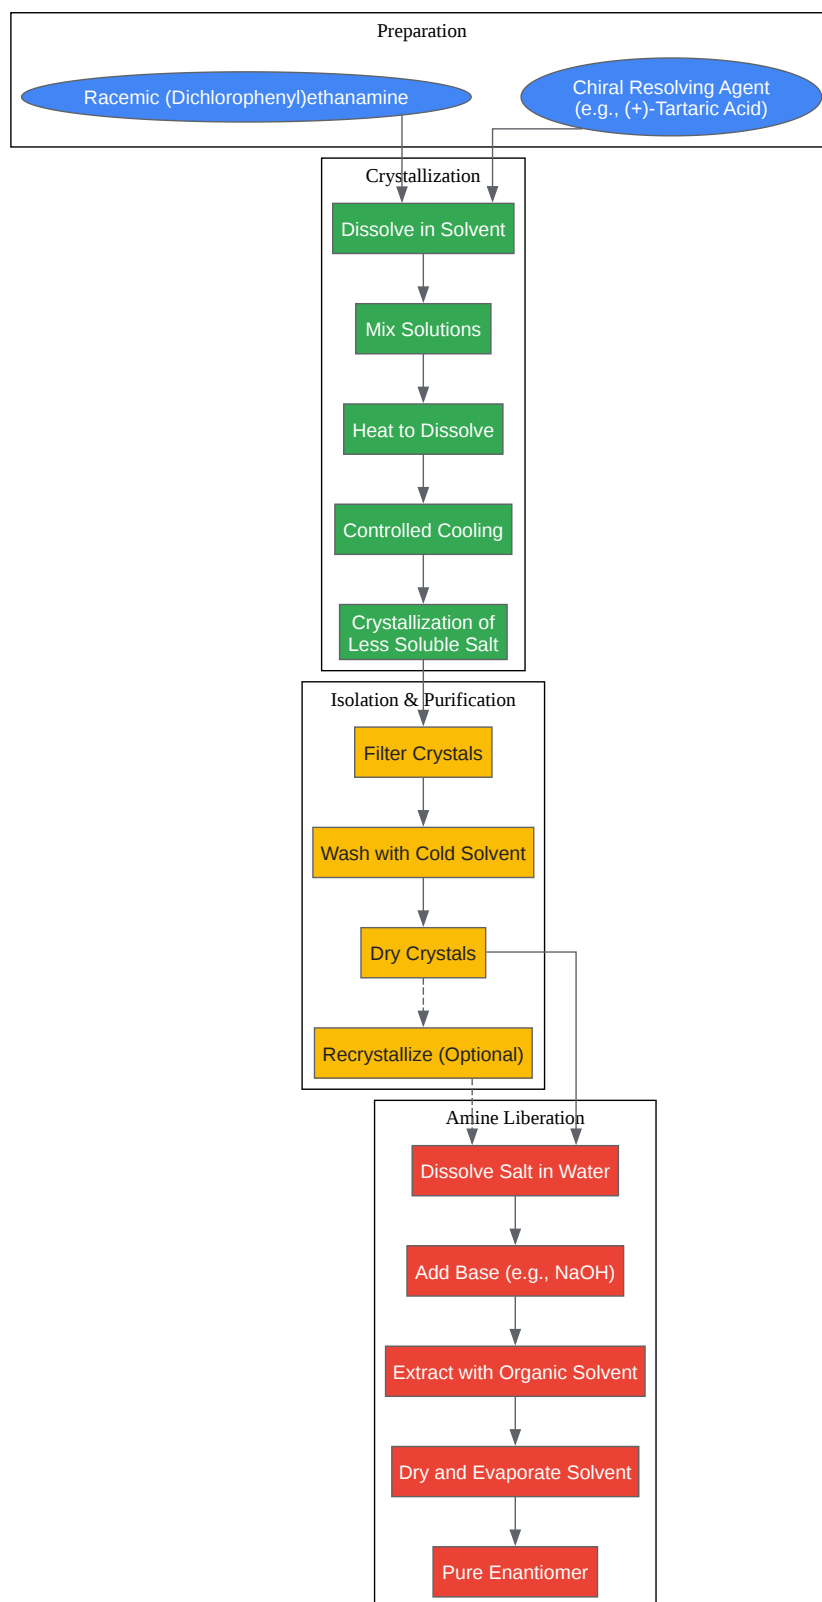 Preparation
Racemic (Dichlorophenyl)ethanamine
Chiral Resolving Agent
(e.g., (+)-Tartaric Acid)
Crystallization
Dissolve in Solvent
Mix Solutions
Heat to Dissolve
Controlled Cooling
Crystallization of
Less Soluble Salt
Isolation & Purification
Filter Crystals
Wash with Cold Solvent
Dry Crystals
Recrystallize (Optional)
Amine Liberation
Dissolve Salt in Water
Add Base (e.g., NaOH)
Extract with Organic Solvent
Dry and Evaporate Solvent
Pure Enantiomer